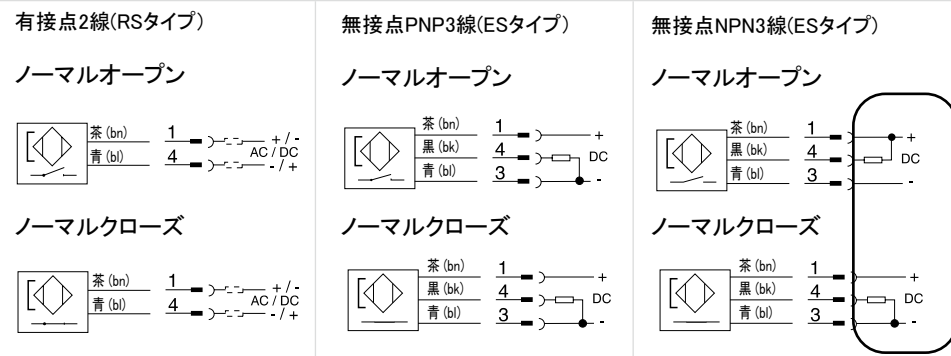 有接点2線(RSタイプ)
ノーマルオープン
茶 (bn) 1 + / -
AC / DC
青 (bl) 4 - / +
ノーマルクローズ
茶 (bn) 1 + / -
AC / DC
青 (bl) 4 - / +
無接点PNP3線(ESタイプ)
ノーマルオープン
茶 (bn) 1 +
黒 (bk) 4 DC
青 (bl) 3 -
ノーマルクローズ
茶 (bn) 1 +
黒 (bk) 4 DC
青 (bl) 3 -
無接点NPN3線(ESタイプ)
ノーマルオープン
茶 (bn) 1 +
黒 (bk) 4 DC
青 (bl) 3 -
ノーマルクローズ
茶 (bn) 1 +
黒 (bk) 4 DC
青 (bl) 3 -